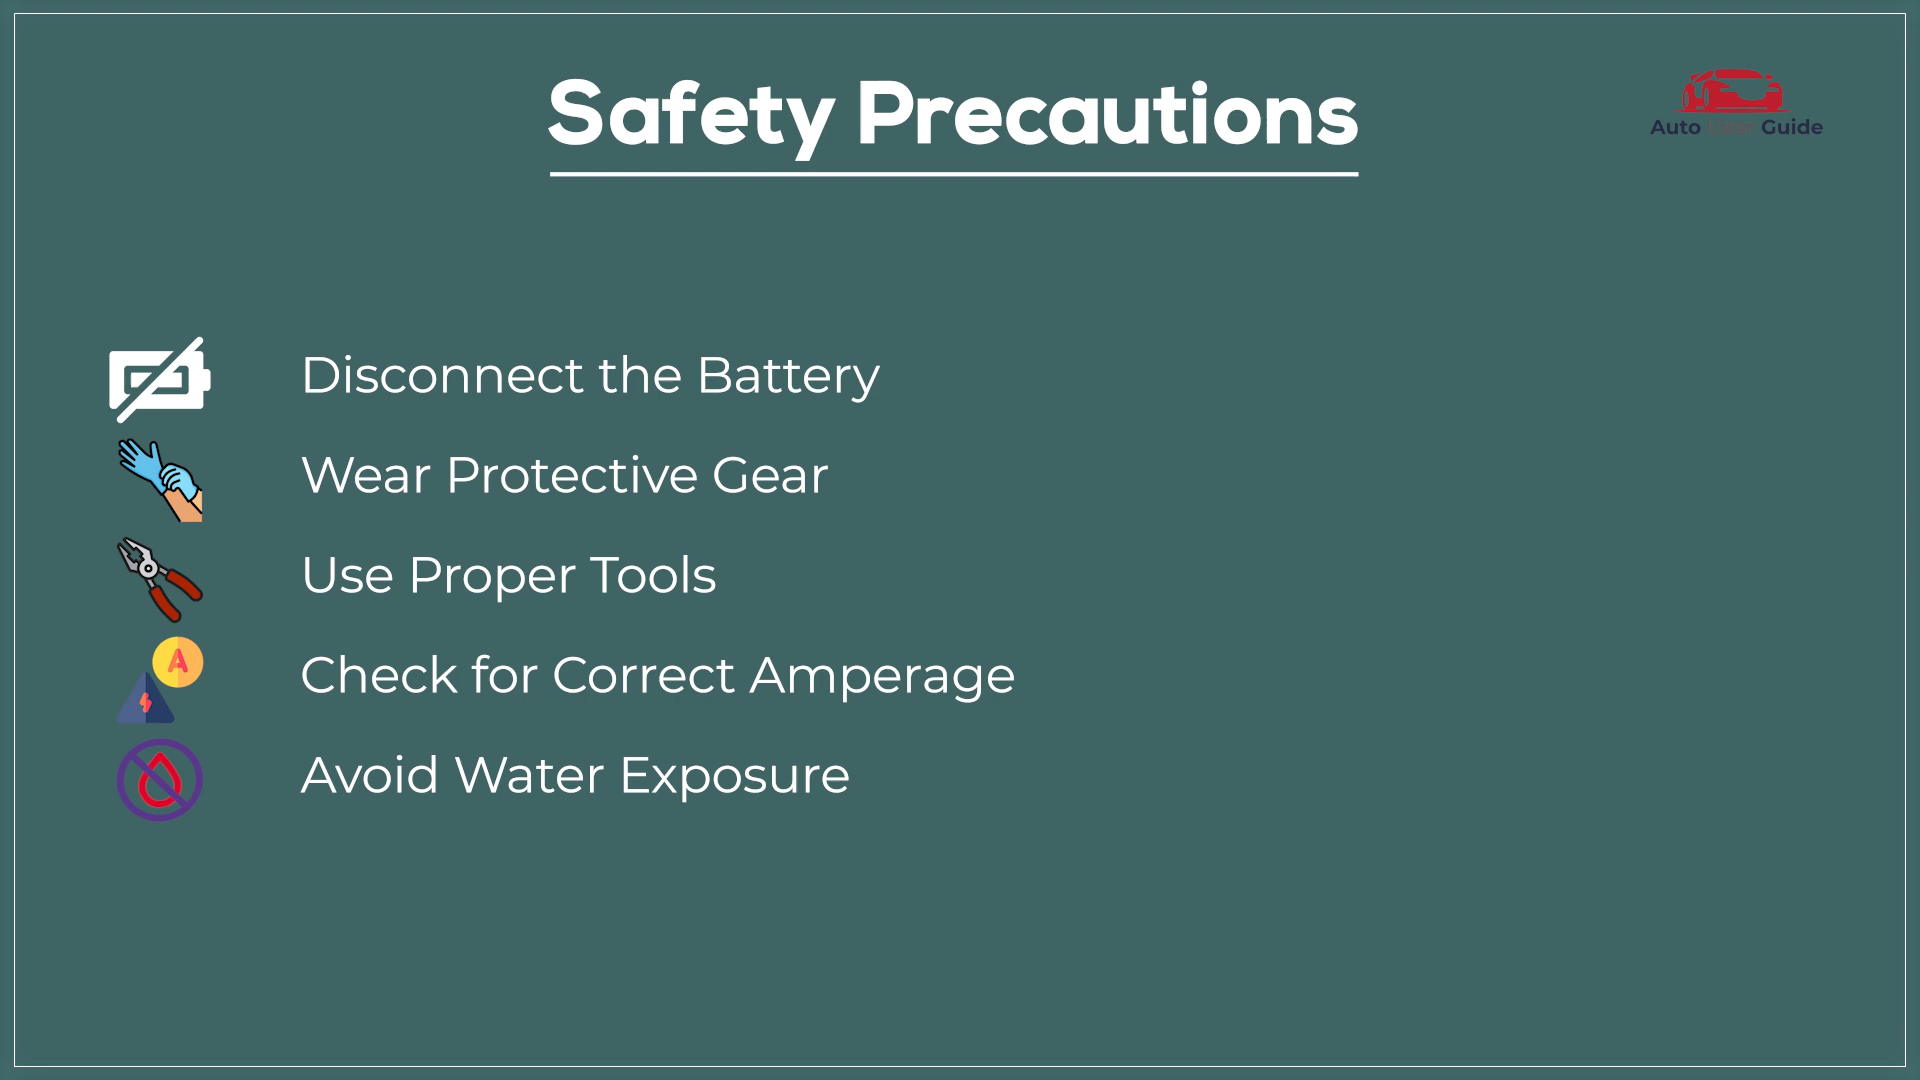 Safety Precautions
Auto User Guide
Disconnect the Battery
Wear Protective Gear
Use Proper Tools
Check for Correct Amperage
Avoid Water Exposure